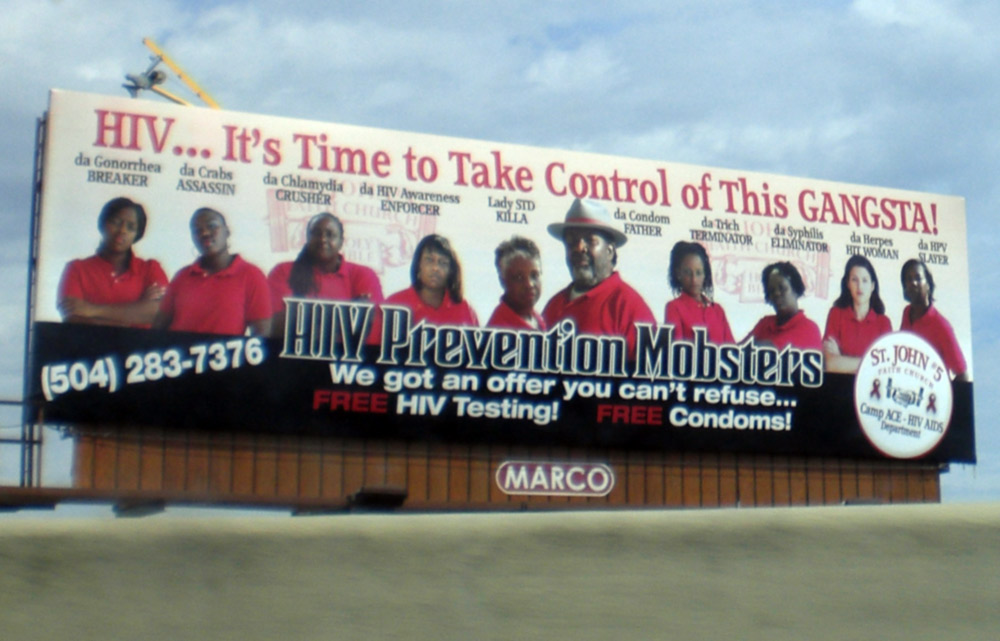 HIV... It's Time to Take Control of This GANGSTA!
da Gonorrhea
BREAKER
da Crabs
ASSASSIN
da Chlamydia
CRUSHER
da HIV Awareness
ENFORCER
Lady STD
KILLA
da Condom
FATHER
da Trich
TERMINATOR
da Syphilis
ELIMINATOR
da Herpes
HIT WOMAN
da HPV
SLAYER
HIV Prevention Mobsters
(504) 283-7376
We got an offer you can't refuse...
FREE HIV Testing!
FREE Condoms!
ST. JOHN #5
FAITH CHURCH
Camp ACE - HIV AIDS
Department
MARCO